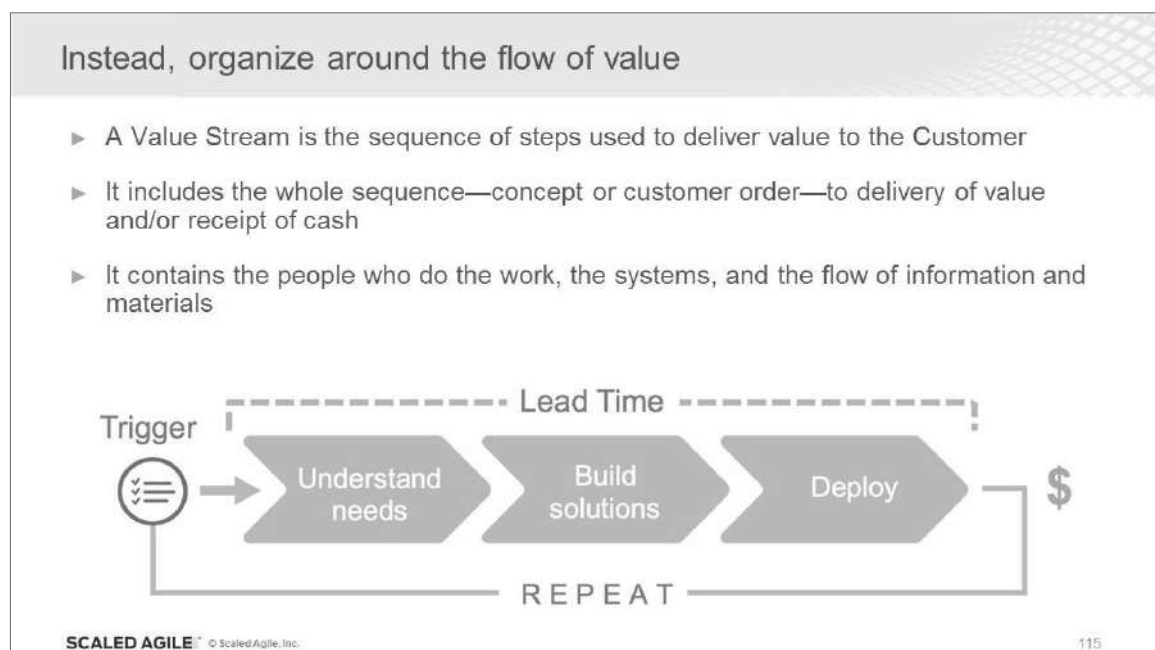 Instead, organize around the flow of value
► A Value Stream is the sequence of steps used to deliver value to the Customer
► It includes the whole sequence—concept or customer order—to delivery of value
and/or receipt of cash
► It contains the people who do the work, the systems, and the flow of information and
materials
Lead Time
Trigger
Understand
needs
Build
solutions
Deploy
$
REPEAT
SCALED AGILE® © Scaled Agile, Inc.
115